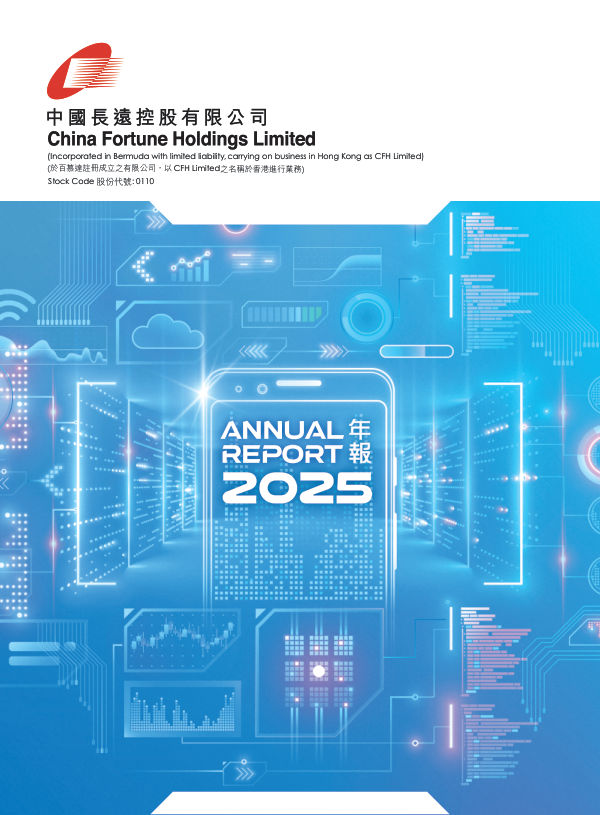 中國長遠控股有限公司
China Fortune Holdings Limited
(Incorporated in Bermuda with limited liability, carrying on business in Hong Kong as CFH Limited)
(於百慕達註冊成立之有限公司，以 CFH Limited之名稱於香港進行業務)
Stock Code 股份代號: 0110
ANNUAL 年
REPORT 報
2025